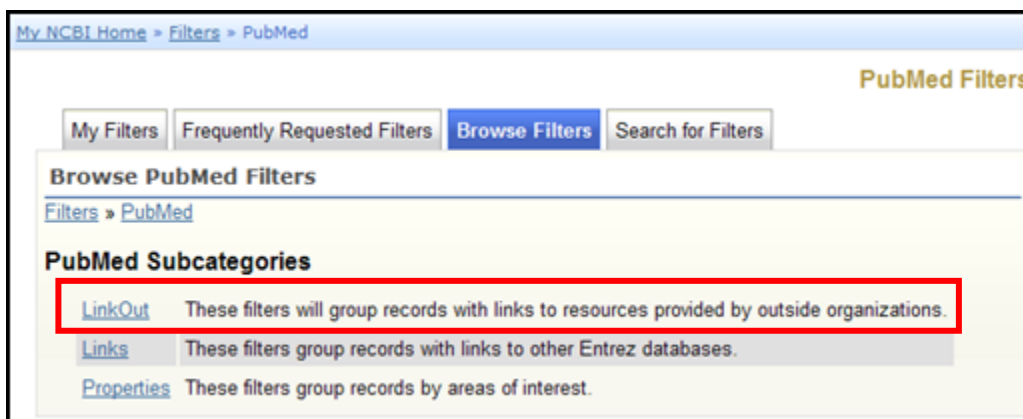 My NCBI Home » Filters » PubMed
PubMed Filters
My Filters Frequently Requested Filters Browse Filters Search for Filters
Browse PubMed Filters
Filters » PubMed
PubMed Subcategories
LinkOut These filters will group records with links to resources provided by outside organizations.
Links These filters group records with links to other Entrez databases.
Properties These filters group records by areas of interest.